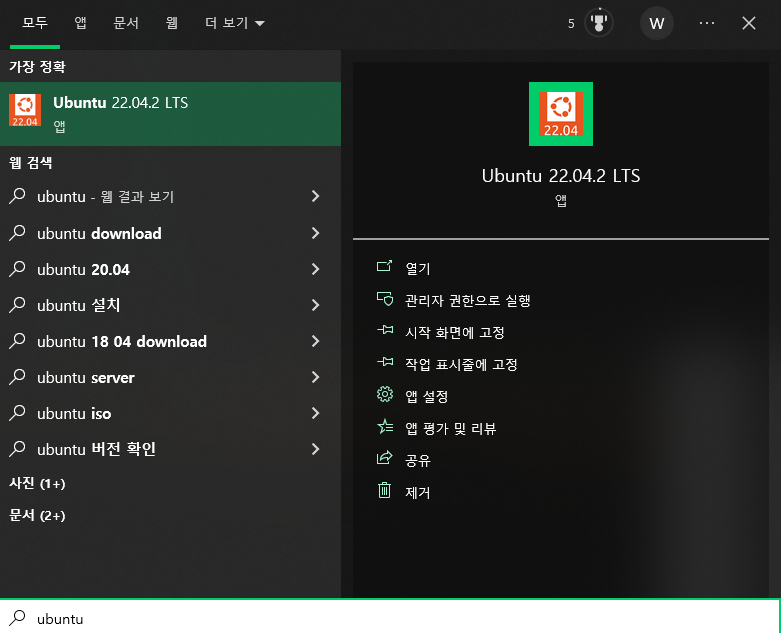 모두 앱 문서 웹 더 보기 5 W
가장 정확
22.04 Ubuntu 22.04.2 LTS
앱
웹 검색
ubuntu - 웹 결과 보기
ubuntu download
ubuntu 20.04
ubuntu 설치
ubuntu 18 04 download
ubuntu server
ubuntu iso
ubuntu 버전 확인
사진 (1+)
문서 (2+)
22.04
Ubuntu 22.04.2 LTS
앱
열기
관리자 권한으로 실행
시작 화면에 고정
작업 표시줄에 고정
앱 설정
앱 평가 및 리뷰
공유
제거
ubuntu